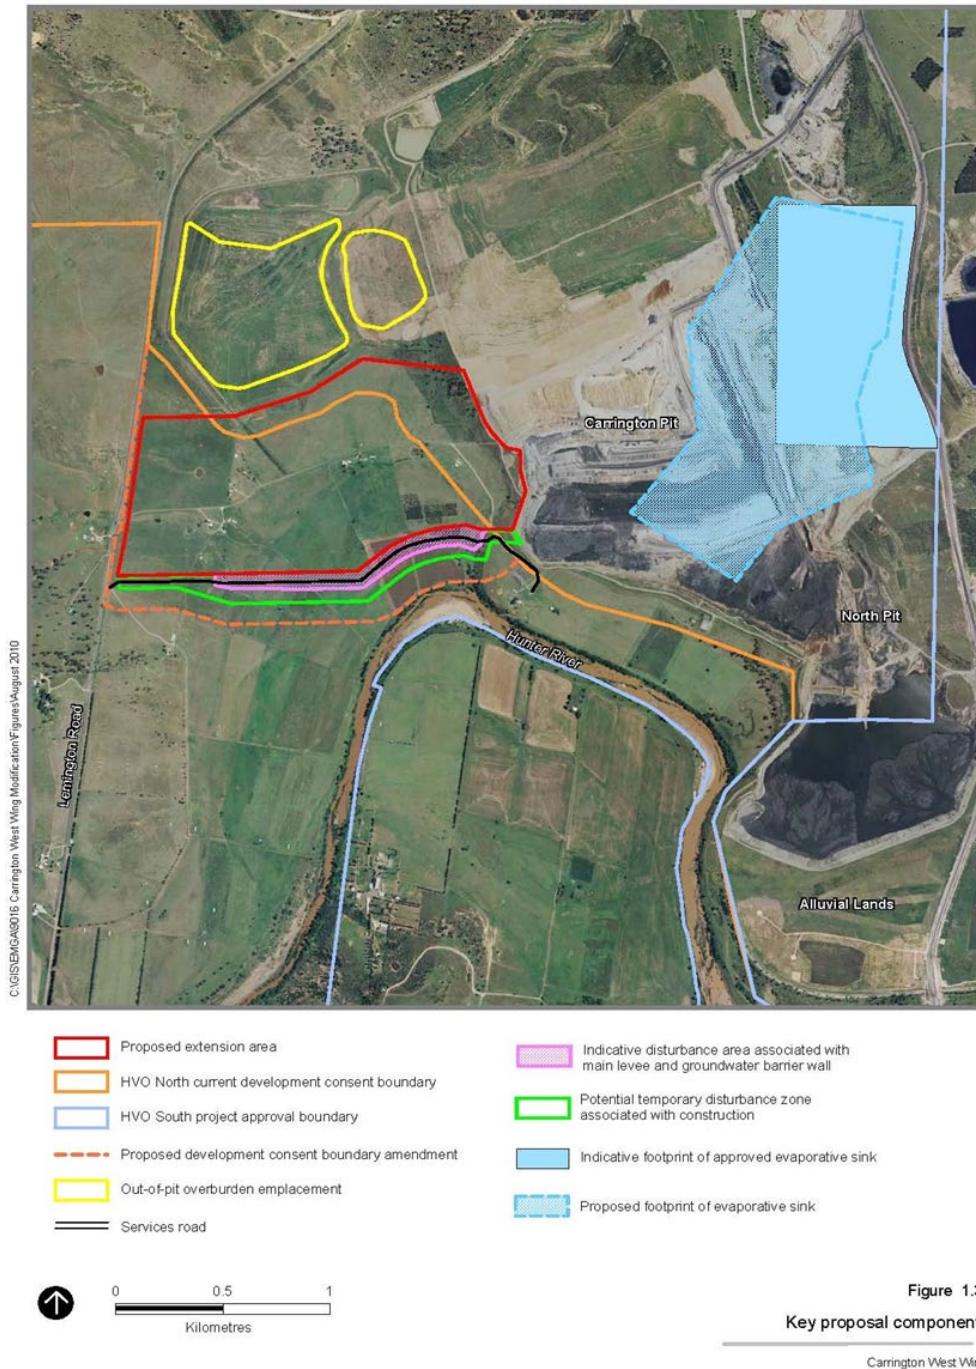 Carrington Pit
North Pit
Hunter River
Lemington Road
Alluvial Lands
C:\GIS\EMGA\9016 Carrington West Wing Modification\Figures\August 2010
Proposed extension area
HVO North current development consent boundary
HVO South project approval boundary
Proposed development consent boundary amendment
Out-of-pit overburden emplacement
Services road
Indicative disturbance area associated with
main levee and groundwater barrier wall
Potential temporary disturbance zone
associated with construction
Indicative footprint of approved evaporative sink
Proposed footprint of evaporative sink
0 0.5 1
Kilometres
Figure 1.3
Key proposal component
Carrington West Win